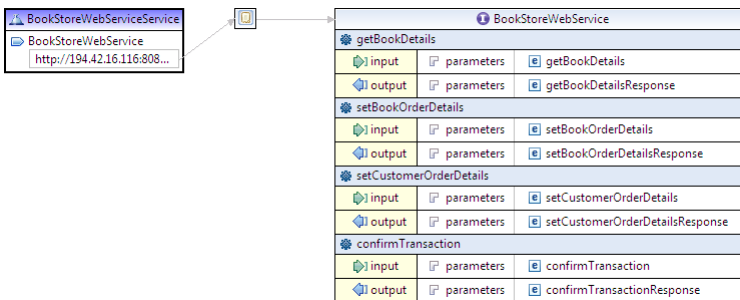 BookStoreWebServiceService
BookStoreWebService
http://194.42.16.116:808...
BookStoreWebService
getBookDetails
input parameters getBookDetails
output parameters getBookDetailsResponse
setBookOrderDetails
input parameters setBookOrderDetails
output parameters setBookOrderDetailsResponse
setCustomerOrderDetails
input parameters setCustomerOrderDetails
output parameters setCustomerOrderDetailsResponse
confirmTransaction
input parameters confirmTransaction
output parameters confirmTransactionResponse